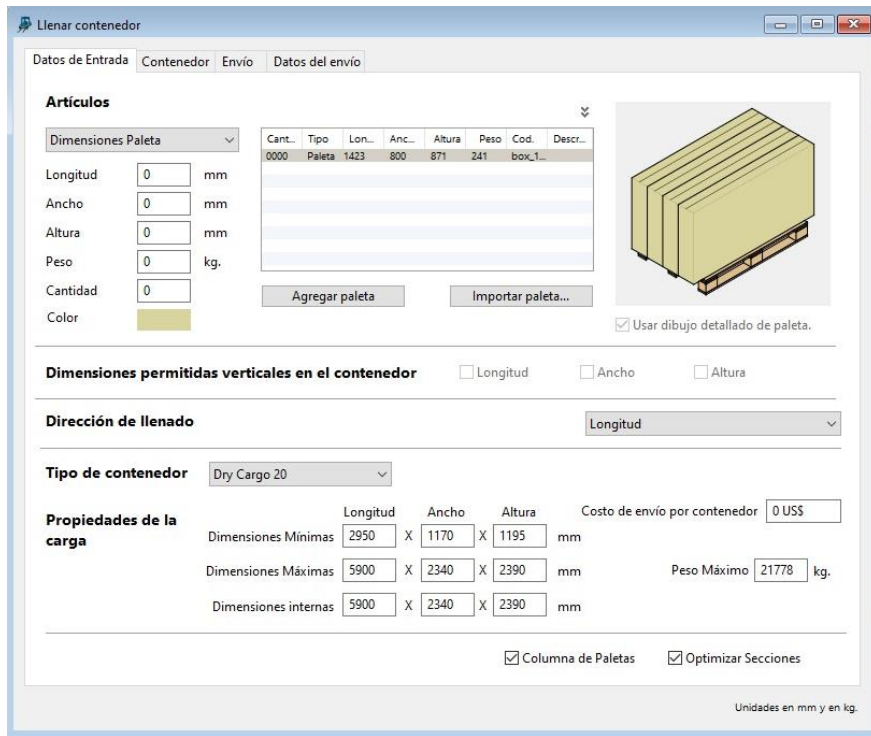 Llenar contenedor
Datos de Entrada Contenedor Envío Datos del envío
Artículos
Dimensiones Paleta
Cant... Tipo Lon... Anc... Altura Peso Cod. Descr...
0000 Paleta 1423 800 871 241 box_1...
Longitud 0 mm
Ancho 0 mm
Altura 0 mm
Peso 0 kg.
Cantidad 0
Color
Agregar paleta Importar paleta...
Usar dibujo detallado de paleta.
Dimensiones permitidas verticales en el contenedor Longitud Ancho Altura
Dirección de llenado Longitud
Tipo de contenedor Dry Cargo 20
Propiedades de la carga
Longitud Ancho Altura
Costo de envío por contenedor 0 US$
Dimensiones Mínimas 2950 X 1170 X 1195 mm
Dimensiones Máximas 5900 X 2340 X 2390 mm
Peso Máximo 21778 kg.
Dimensiones internas 5900 X 2340 X 2390 mm
Columna de Paletas Optimizar Secciones
Unidades en mm y en kg.